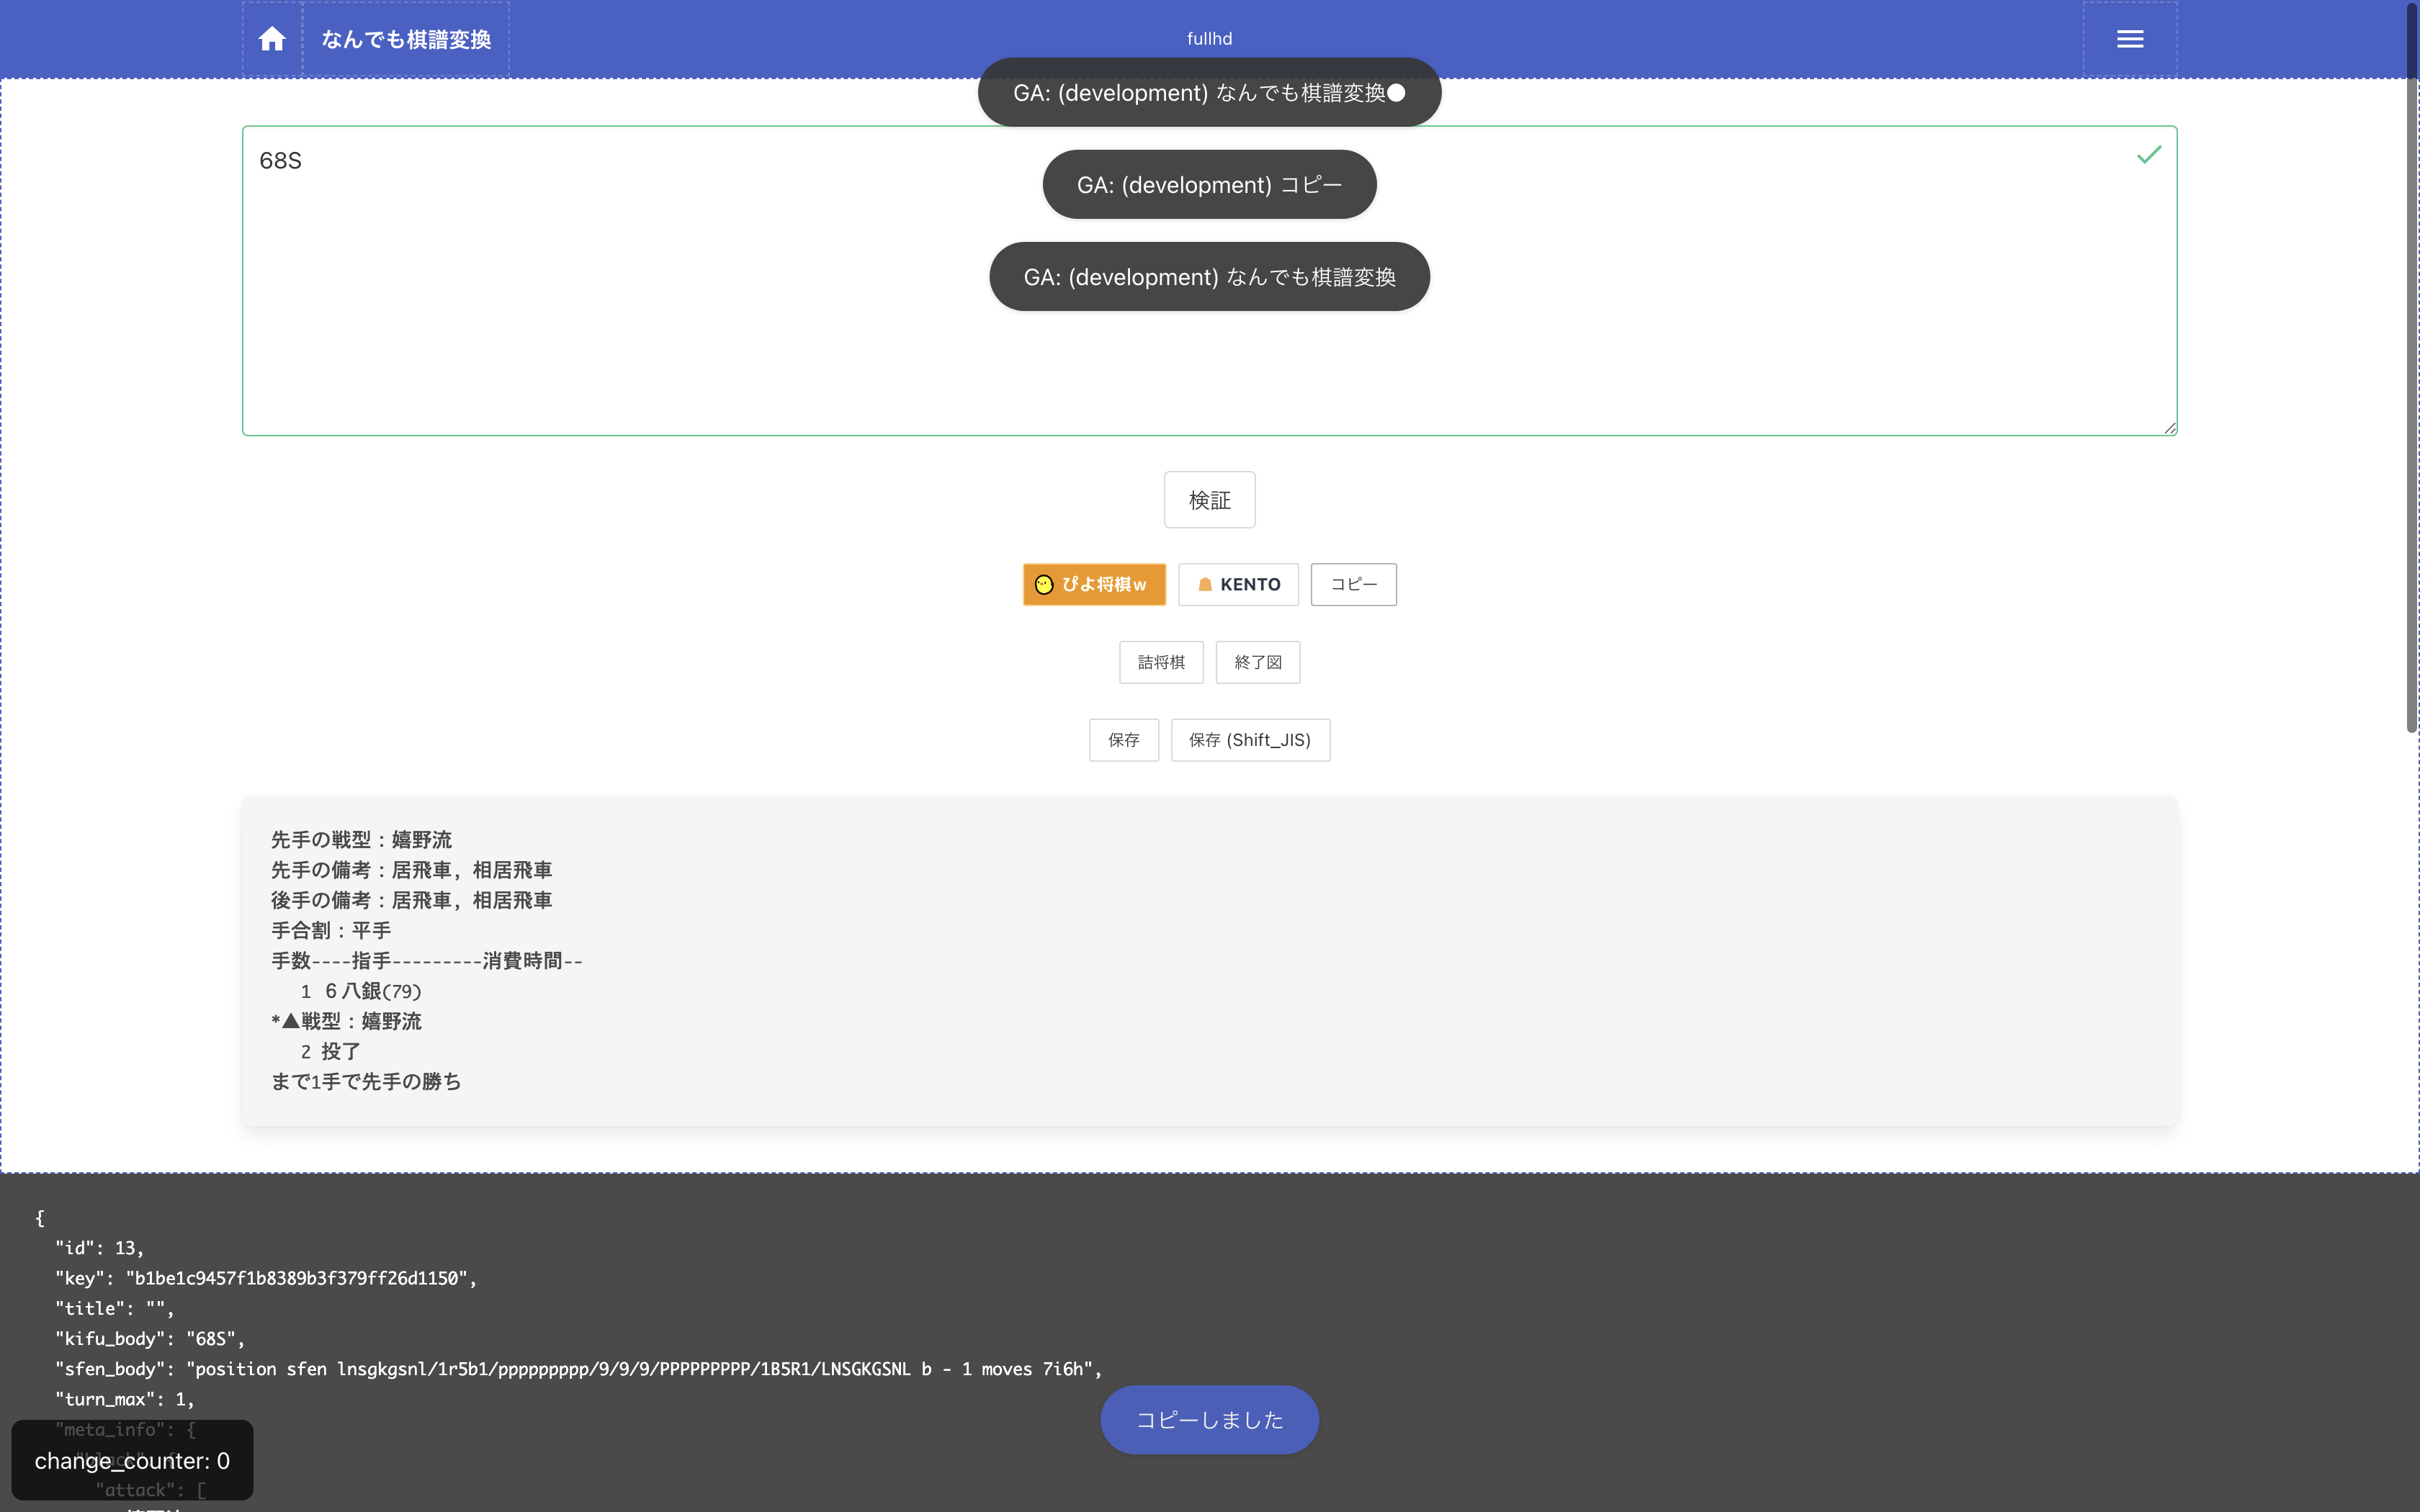 なんでも棋譜変換
fullhd
GA: (development) なんでも棋譜変換●
68S
GA: (development) コピー
GA: (development) なんでも棋譜変換
検証
ぴよ将棋w
KENTO
コピー
詰将棋
終了図
保存
保存 (Shift_JIS)
先手の戦型：嬉野流
先手の備考：居飛車, 相居飛車
後手の備考：居飛車, 相居飛車
手合割：平手
手数----指手---------消費時間--
1 ６八銀(79)
*▲戦型：嬉野流
2 投了
まで1手で先手の勝ち
{
"id": 13,
"key": "b1be1c9457f1b8389b3f379ff26d1150",
"title": "",
"kifu_body": "68S",
"sfen_body": "position sfen lnsgkgsnl/1r5b1/ppppppppp/9/9/9/PPPPPPPPP/1B5R1/LNSGKGSNL b - 1 moves 7i6h",
"turn_max": 1,
"meta_info": {
コピーしました
change_counter: 0
"attack": [